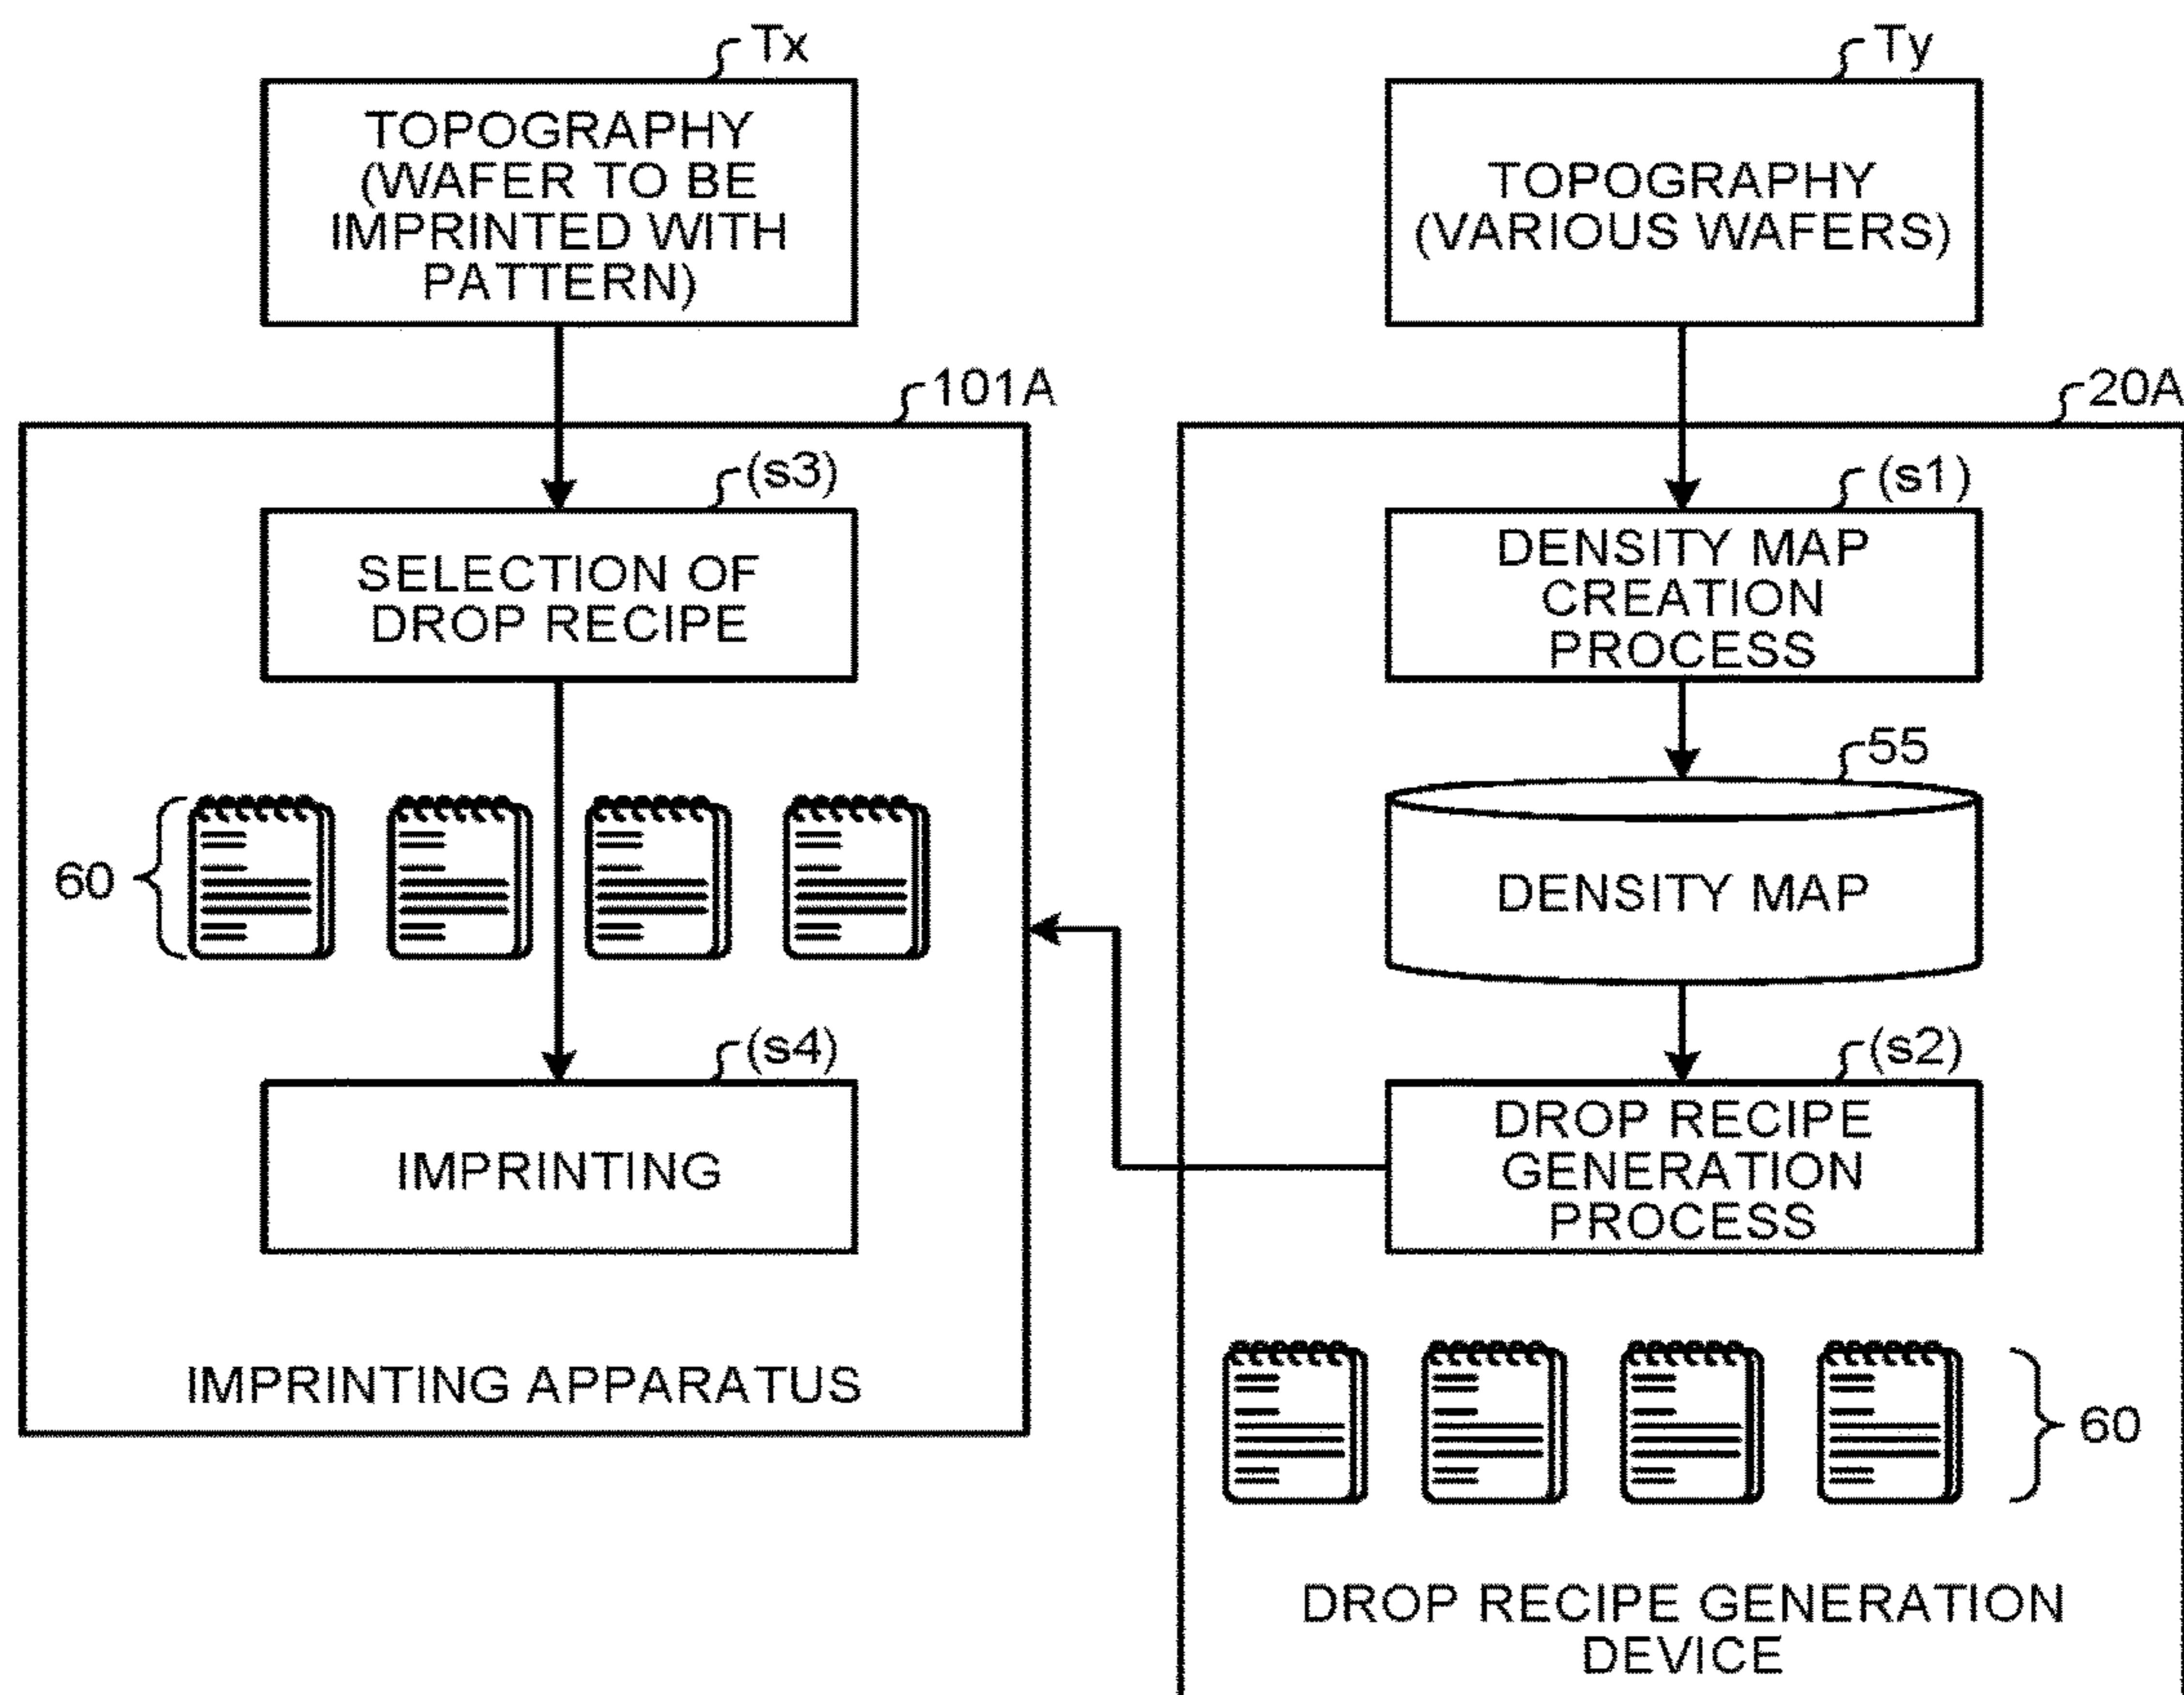 Tx
TOPOGRAPHY
(WAFER TO BE
IMPRINTED WITH
PATTERN)
101A
(s3)
SELECTION OF
DROP RECIPE
60
(s4)
IMPRINTING
IMPRINTING APPARATUS
Ty
TOPOGRAPHY
(VARIOUS WAFERS)
20A
(s1)
DENSITY MAP
CREATION
PROCESS
55
DENSITY MAP
(s2)
DROP RECIPE
GENERATION
PROCESS
60
DROP RECIPE GENERATION
DEVICE